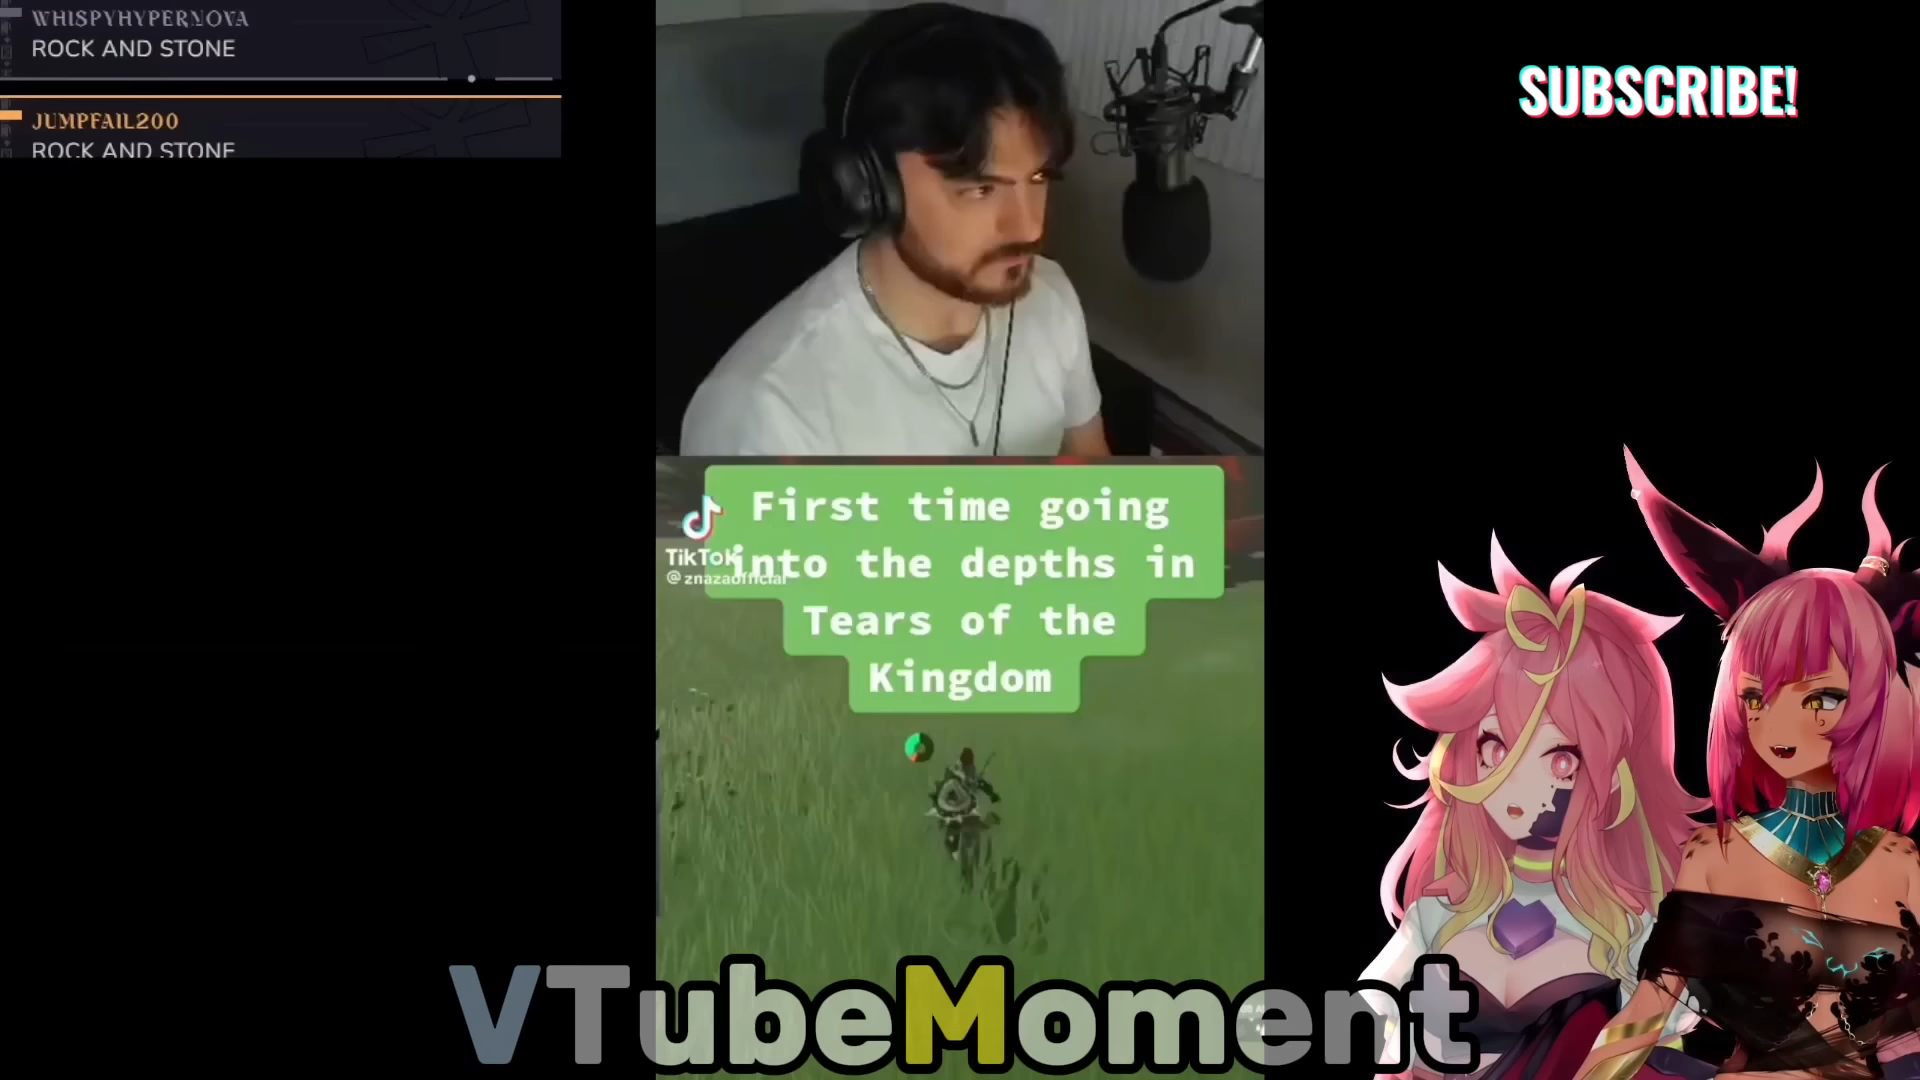 WHISPYHYPERNOVA
ROCK AND STONE
JUMPFAIL200
ROCK AND STONE
SUBSCRIBE!
First time going
into the depths in
Tears of the
Kingdom
TikTok
@znazaofficial
VTubeMoment